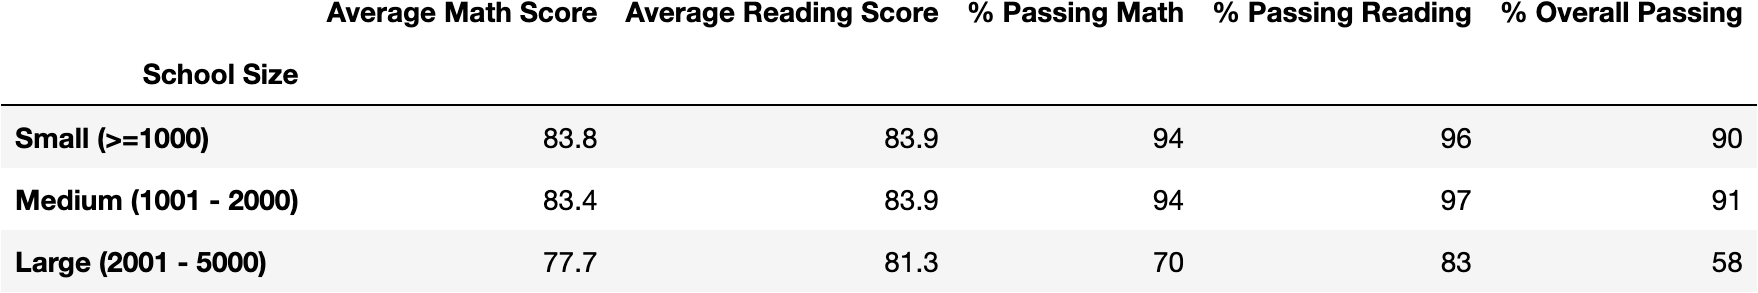 Average Math Score Average Reading Score % Passing Math % Passing Reading % Overall Passing
School Size
Small (>=1000) 83.8 83.9 94 96 90
Medium (1001 - 2000) 83.4 83.9 94 97 91
Large (2001 - 5000) 77.7 81.3 70 83 58